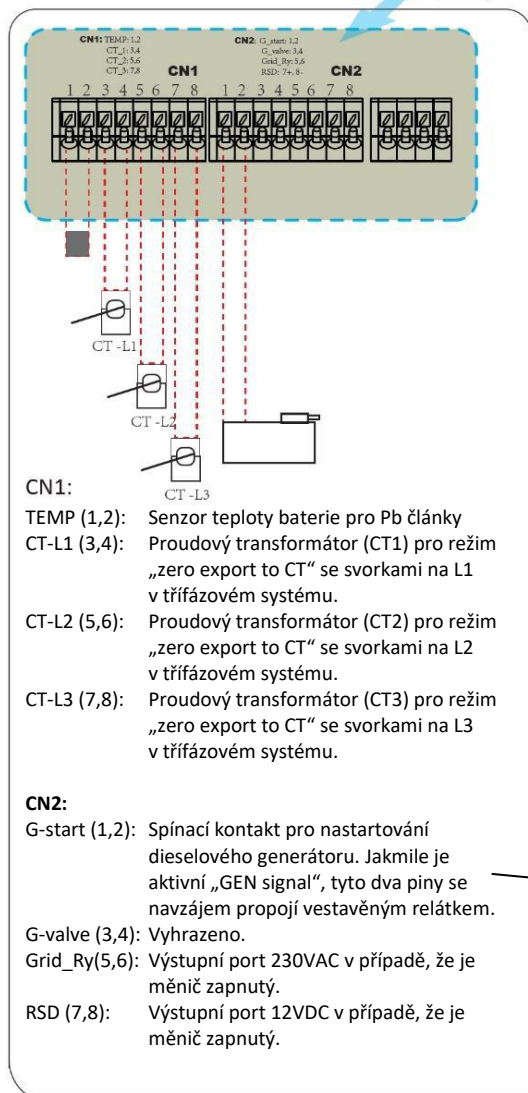 CN1: TEMP: 1,2
CT_1: 3,4
CT_2: 5,6
CT_3: 7,8
CN1
CN2: G_start: 1,2
G_valve: 3,4
Grid_Ry: 5,6
RSD: 7+, 8-
CN2
1 2 3 4 5 6 7 8
1 2 3 4 5 6 7 8
CT -L1
CT -L2
CT -L3
CN1:
TEMP (1,2): Senzor teploty baterie pro Pb články
CT-L1 (3,4): Proudový transformátor (CT1) pro režim
„zero export to CT“ se svorkami na L1
v třífázovém systému.
CT-L2 (5,6): Proudový transformátor (CT2) pro režim
„zero export to CT“ se svorkami na L2
v třífázovém systému.
CT-L3 (7,8): Proudový transformátor (CT3) pro režim
„zero export to CT“ se svorkami na L3
v třífázovém systému.
CN2:
G-start (1,2): Spínací kontakt pro nastartování
dieselového generátoru. Jakmile je
aktivní „GEN signal“, tyto dva piny se
navzájem propojí vestavěným relátkem.
G-valve (3,4): Vyhrazeno.
Grid_Ry(5,6): Výstupní port 230VAC v případě, že je
měnič zapnutý.
RSD (7,8): Výstupní port 12VDC v případě, že je
měnič zapnutý.